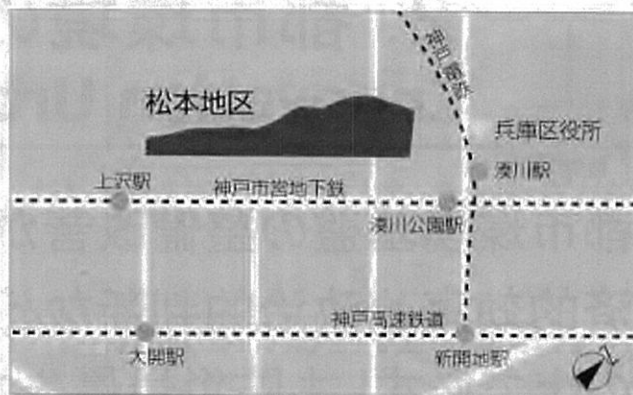 神戸電鉄
松本地区
兵庫区役所
湊川駅
上沢駅
神戸市営地下鉄
湊川公園駅
神戸高速鉄道
大開駅
新開地駅